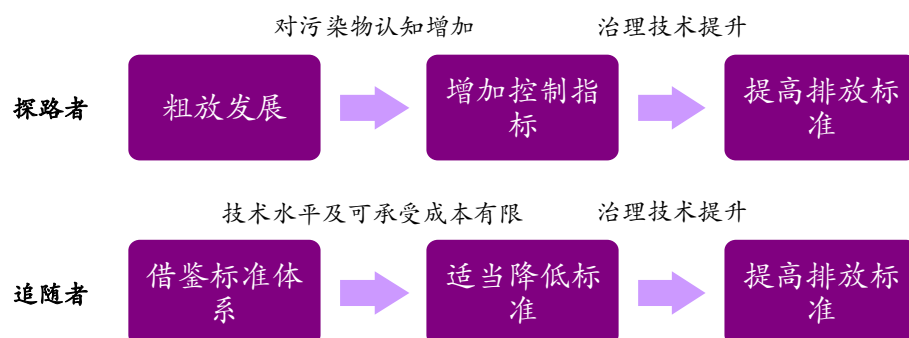 对污染物认知增加 治理技术提升
探路者 粗放发展 增加控制指标 提高排放标准
技术水平及可承受成本有限 治理技术提升
追随者 借鉴标准体系 适当降低标准 提高排放标准